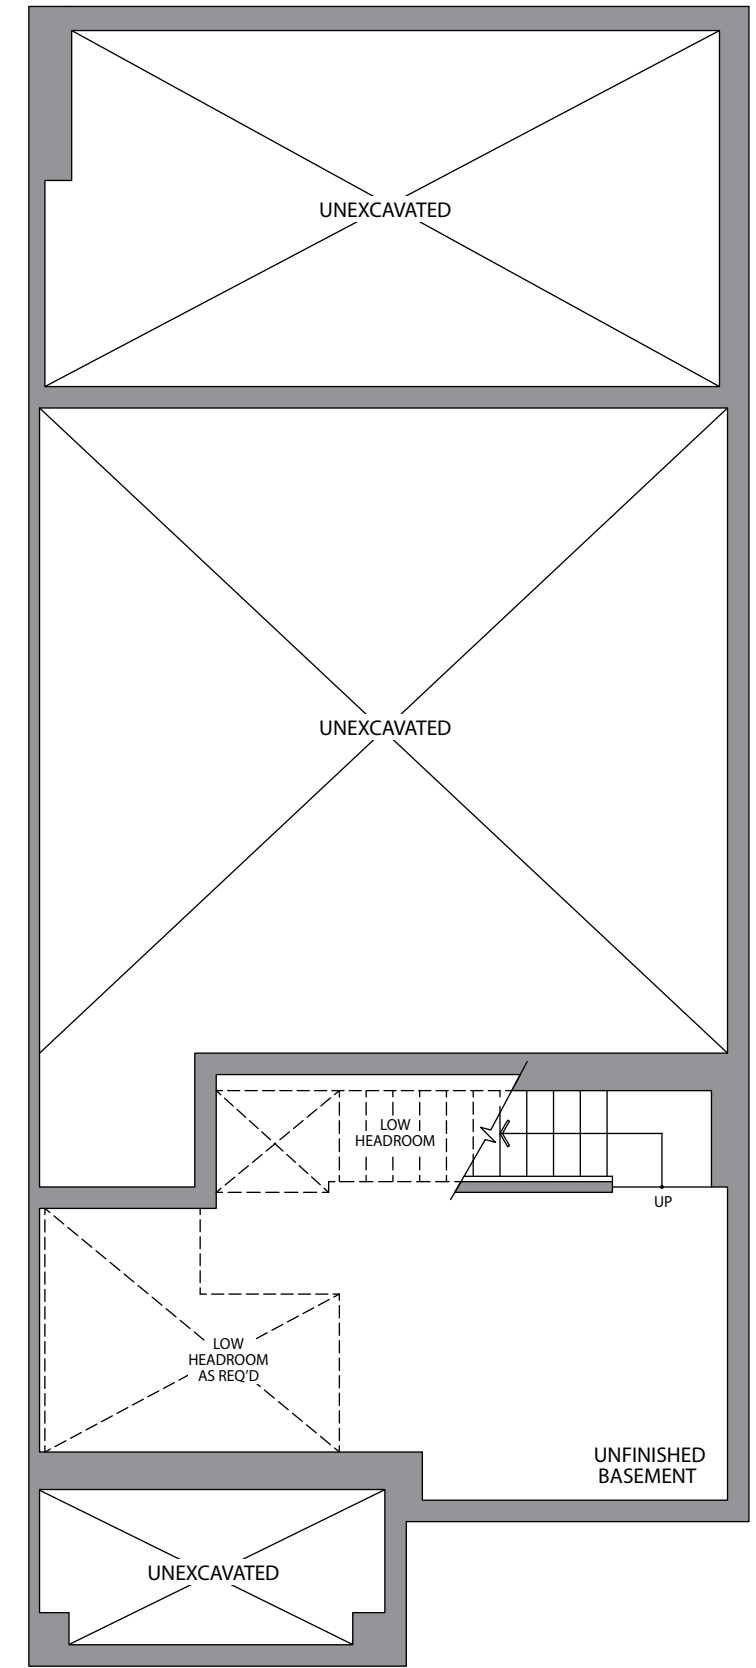 UNEXCAVATED
UNEXCAVATED
LOW
HEADROOM
UP
LOW
HEADROOM
AS REQ'D
UNFINISHED
BASEMENT
UNEXCAVATED